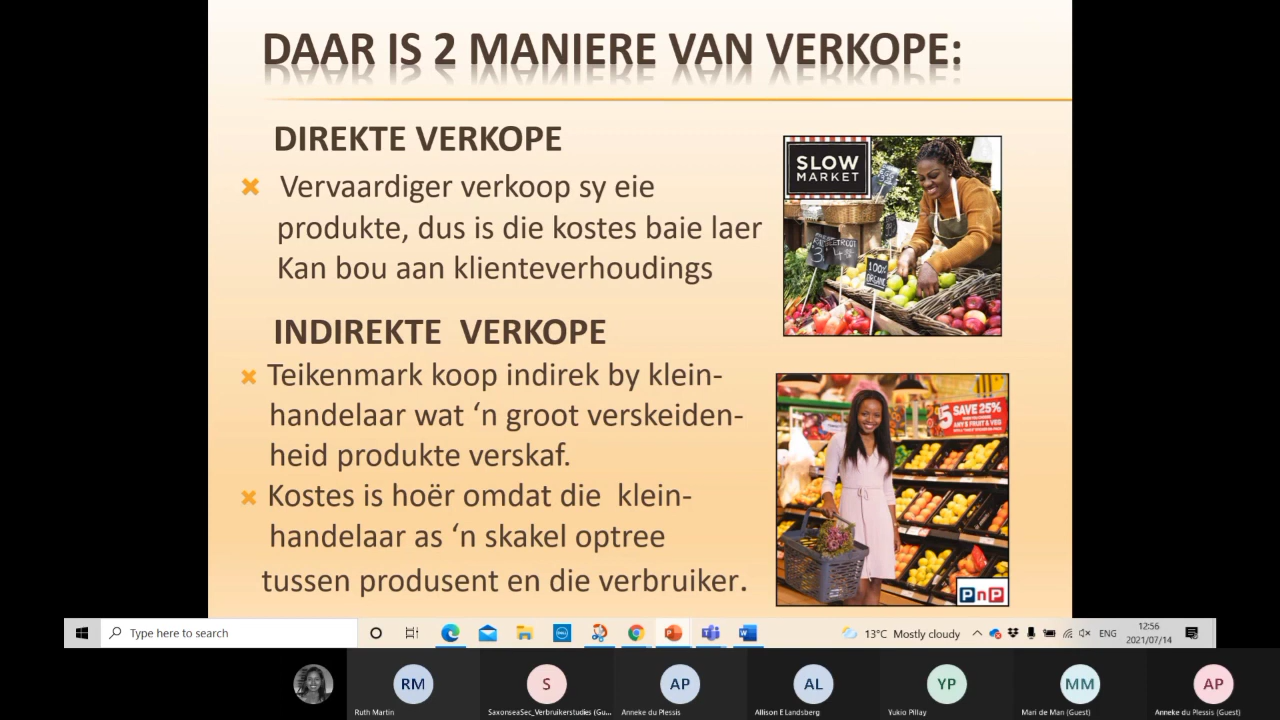 DAAR IS 2 MANIERE VAN VERKOPE:
DIREKTE VERKOPE
Vervaardiger verkoop sy eie
produkte, dus is die kostes baie laer
Kan bou aan klienteverhoudings
SLOW
MARKET
100%
ORGANIC
INDIREKTE VERKOPE
Teikenmark koop indirek by klein-
handelaar wat ‘n groot verskeiden-
heid produkte verskaf.
Kostes is hoër omdat die klein-
handelaar as ‘n skakel optree
tussen produsent en die verbruiker.
5 SAVE 25%
PnP
Type here to search
13°C Mostly cloudy
ENG
12:56
2021/07/14
RM
S
AP
AL
YP
MM
AP
Ruth Martin
SaxonseaSec_Verbruikerstudies (Gu...
Anneke du Plessis
Allison E Landsberg
Yukio Pillay
Mari de Man (Guest)
Anneke du Plessis (Guest)